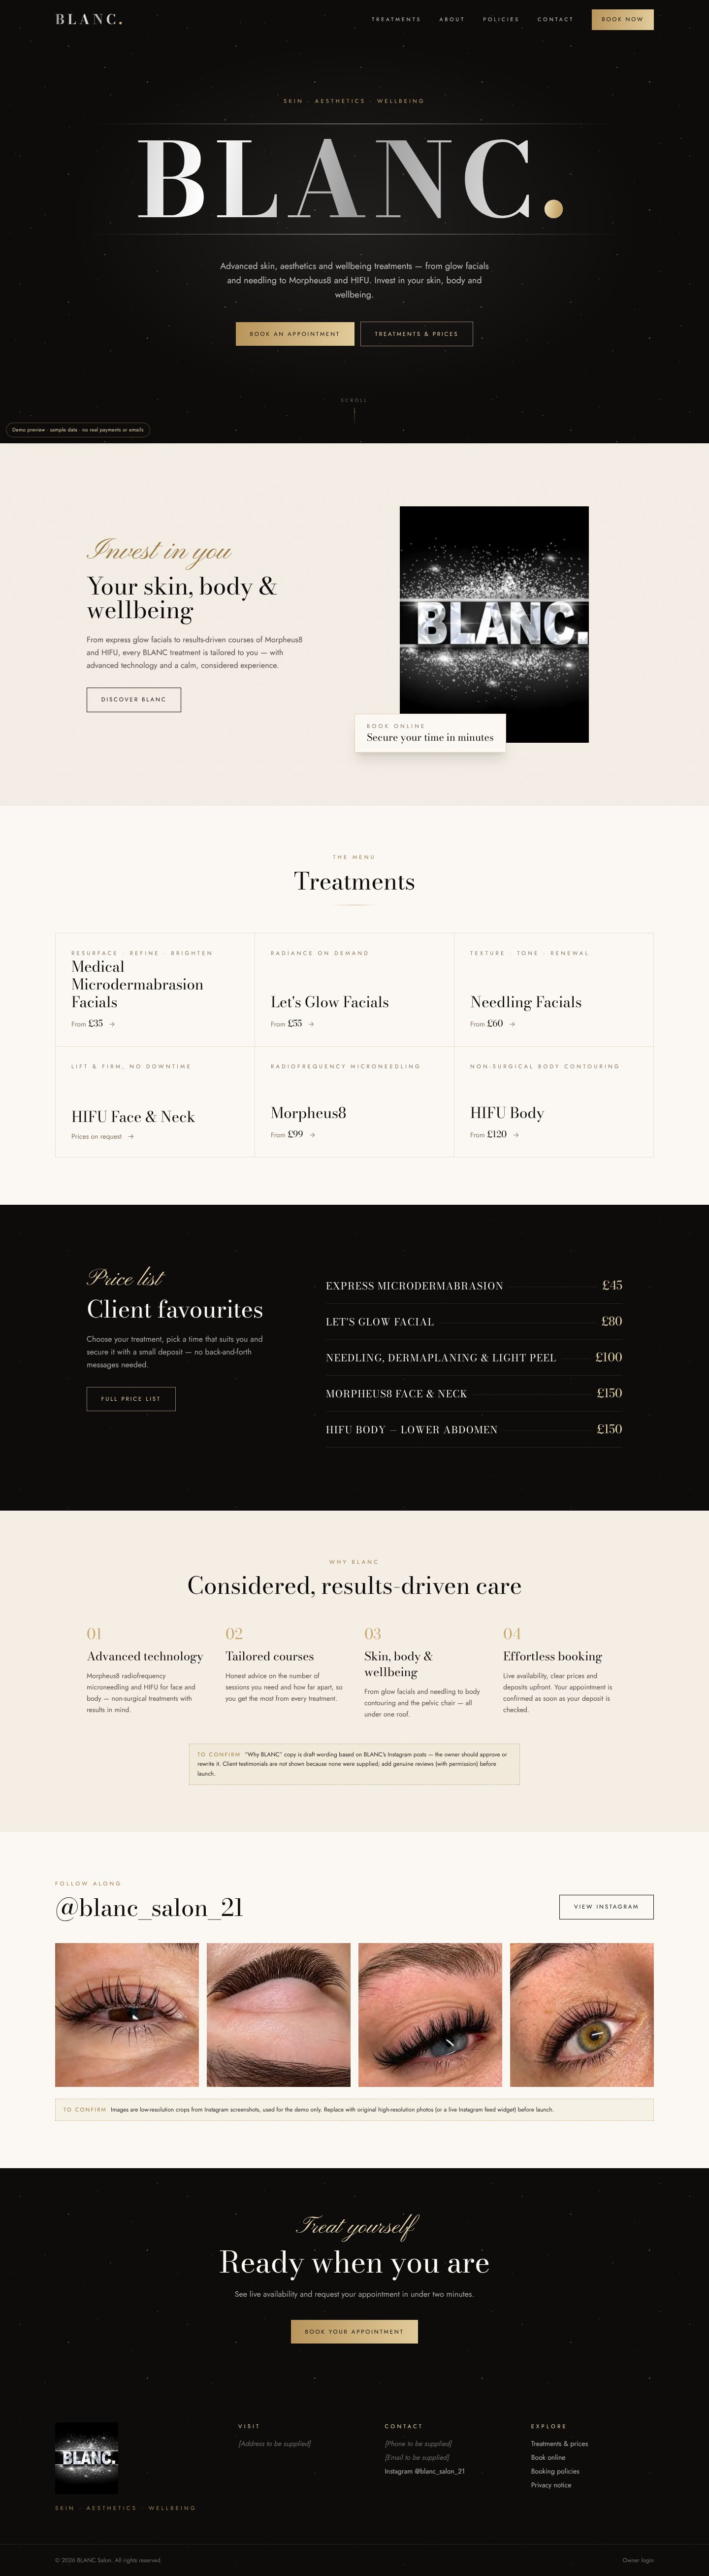 BLANC.
TREATMENTS
ABOUT
POLICIES
CONTACT
BOOK NOW
SKIN · AESTHETICS · WELLBEING
BLANC.
Advanced skin, aesthetics and wellbeing treatments — from glow facials
and needling to Morpheus8 and HIFU. Invest in your skin, body and
wellbeing.
BOOK AN APPOINTMENT
TREATMENTS & PRICES
SCROLL
Demo preview · sample data · no real payments or emails
Invest in you
Your skin, body &
wellbeing
From express glow facials to results-driven courses of Morpheus8
and HIFU, every BLANC treatment is tailored to you — with
advanced technology and a calm, considered experience.
DISCOVER BLANC
BLANC.
BOOK ONLINE
Secure your time in minutes
THE MENU
Treatments
RESURFACE · REFINE · BRIGHTEN
Medical
Microdermabrasion
Facials
From £35 →
RADIANCE ON DEMAND
Let's Glow Facials
From £55 →
TEXTURE · TONE · RENEWAL
Needling Facials
From £60 →
LIFT & FIRM, NO DOWNTIME
HIFU Face & Neck
Prices on request →
RADIOFREQUENCY MICRONEEDLING
Morpheus8
From £99 →
NON-SURGICAL BODY CONTOURING
HIFU Body
From £120 →
Price list
Client favourites
Choose your treatment, pick a time that suits you and
secure it with a small deposit — no back-and-forth
messages needed.
FULL PRICE LIST
EXPRESS MICRODERMABRASION £45
LET'S GLOW FACIAL £80
NEEDLING, DERMAPLANING & LIGHT PEEL £100
MORPHEUS8 FACE & NECK £150
HIFU BODY – LOWER ABDOMEN £150
WHY BLANC
Considered, results-driven care
01
Advanced technology
Morpheus8 radiofrequency
microneedling and HIFU for face and
body — non-surgical treatments with
results in mind.
02
Tailored courses
Honest advice on the number of
sessions you need and how far apart, so
you get the most from every treatment.
03
Skin, body &
wellbeing
From glow facials and needling to body
contouring and the pelvic chair — all
under one roof.
04
Effortless booking
Live availability, clear prices and
deposits upfront. Your appointment is
confirmed as soon as your deposit is
checked.
TO CONFIRM "Why BLANC" copy is draft wording based on BLANC's Instagram posts — the owner should approve or
rewrite it. Client testimonials are not shown because none were supplied; add genuine reviews (with permission) before
launch.
FOLLOW ALONG
@blanc_salon_21
VIEW INSTAGRAM
TO CONFIRM Images are low-resolution crops from Instagram screenshots, used for the demo only. Replace with original high-resolution photos (or a live Instagram feed widget) before launch.
Treat yourself
Ready when you are
See live availability and request your appointment in under two minutes.
BOOK YOUR APPOINTMENT
BLANC.
SKIN · AESTHETICS · WELLBEING
VISIT
[Address to be supplied]
CONTACT
[Phone to be supplied]
[Email to be supplied]
Instagram @blanc_salon_21
EXPLORE
Treatments & prices
Book online
Booking policies
Privacy notice
© 2026 BLANC Salon. All rights reserved.
Owner login